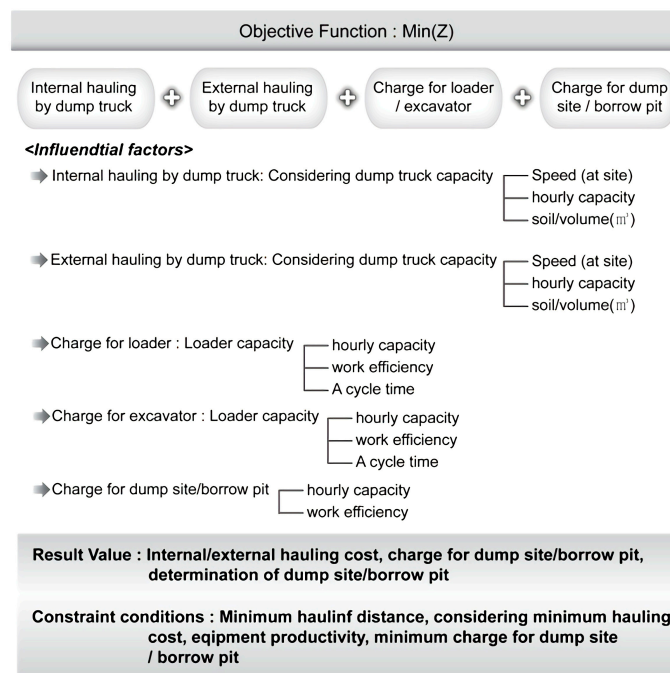 Objective Function : Min(Z)
Internal hauling by dump truck
External hauling by dump truck
Charge for loader / excavator
Charge for dump site / borrow pit
<Influendtial factors>
Internal hauling by dump truck: Considering dump truck capacity
Speed (at site)
hourly capacity
soil/volume(㎥)
External hauling by dump truck: Considering dump truck capacity
Speed (at site)
hourly capacity
soil/volume(㎥)
Charge for loader : Loader capacity
hourly capacity
work efficiency
A cycle time
Charge for excavator : Loader capacity
hourly capacity
work efficiency
A cycle time
Charge for dump site/borrow pit
hourly capacity
work efficiency
Result Value : Internal/external hauling cost, charge for dump site/borrow pit,
determination of dump site/borrow pit
Constraint conditions : Minimum haulinf distance, considering minimum hauling
cost, eqipment productivity, minimum charge for dump site
/ borrow pit